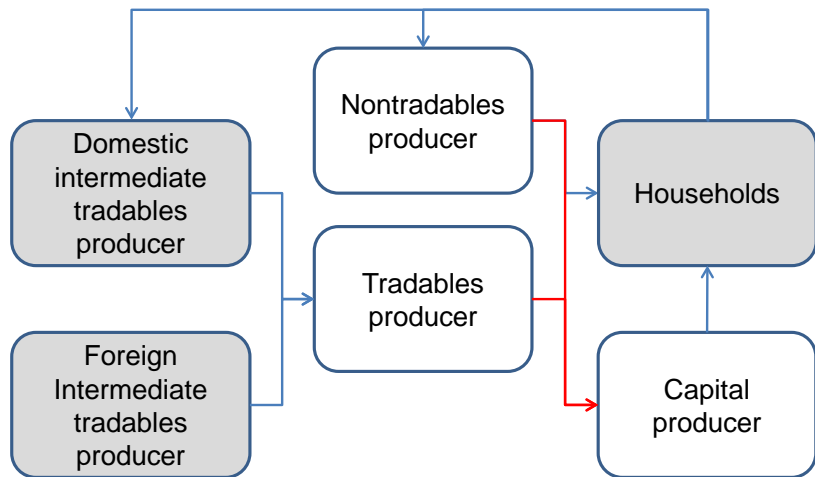 Nontradables
producer
Domestic
intermediate
tradables
producer
Households
Tradables
producer
Foreign
Intermediate
tradables
producer
Capital
producer